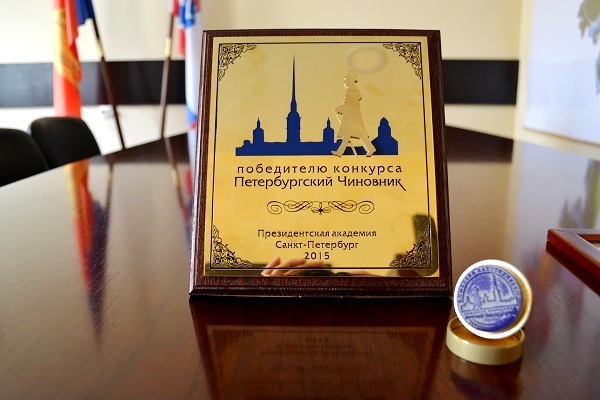 победителю конкурса
Петербургский Чиновник
Президентская академия
Санкт-Петербург
2015